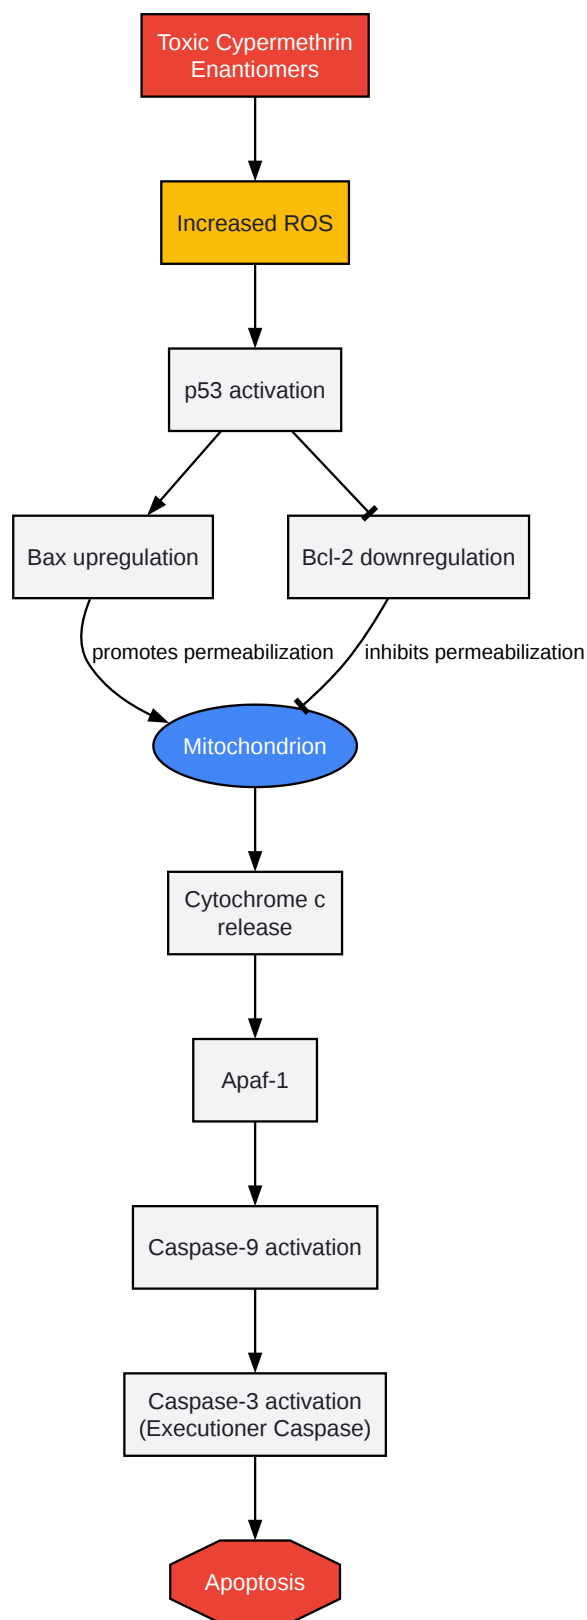 Toxic Cypermethrin
Enantiomers
Increased ROS
p53 activation
Bax upregulation
Bcl-2 downregulation
promotes permeabilization
inhibits permeabilization
Mitochondrion
Cytochrome c
release
Apaf-1
Caspase-9 activation
Caspase-3 activation
(Executioner Caspase)
Apoptosis